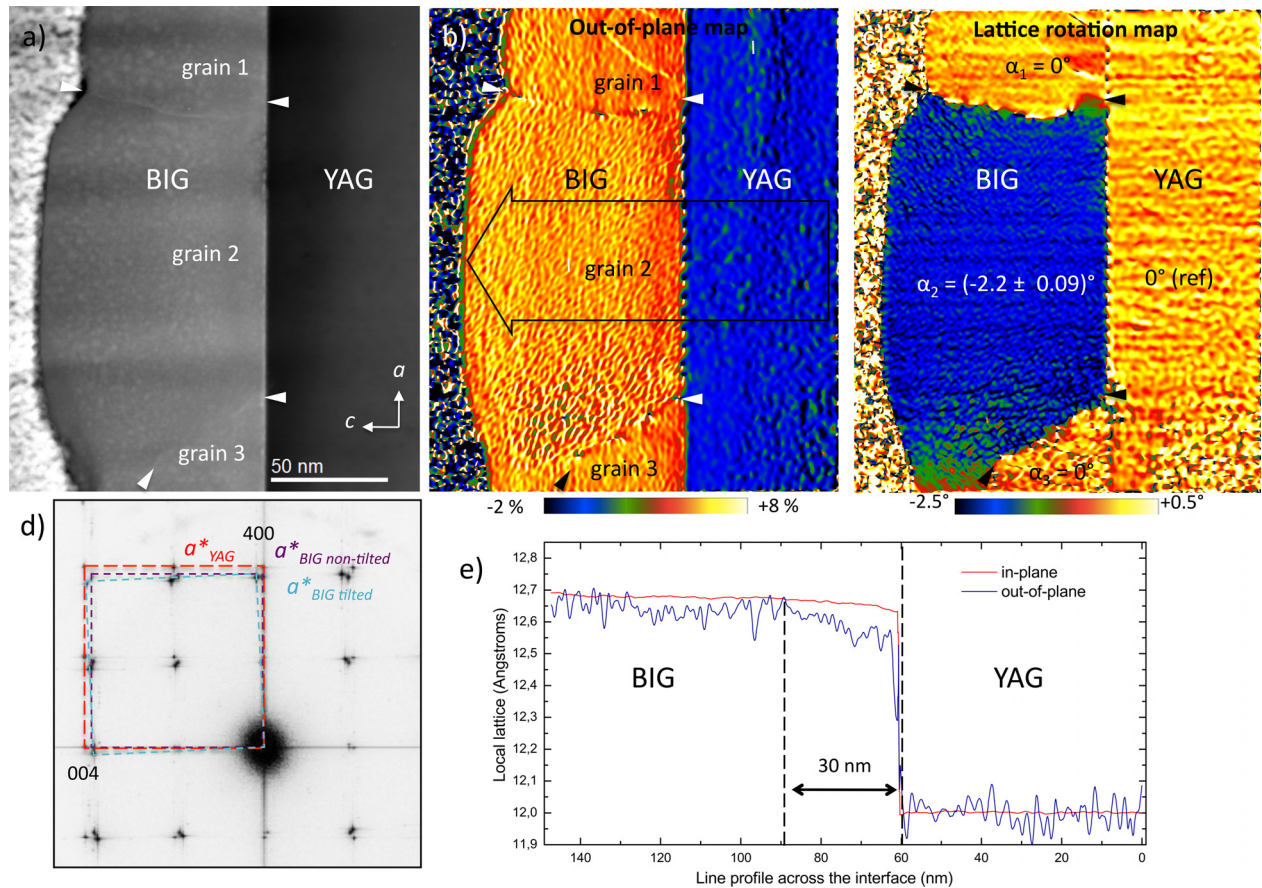 a)
grain 1
BIG
YAG
grain 2
a
c
grain 3
50 nm
b)
Out-of-plane map
grain 1
BIG
YAG
grain 2
grain 3
-2 %
+8 %
Lattice rotation map
α1 = 0°
BIG
YAG
α2 = (-2.2 ± 0.09)°
0° (ref)
α3 = 0°
-2.5°
+0.5°
d)
400
a*YAG
a*BIG non-tilted
a*BIG tilted
004
e)
12,8
12,7
12,6
12,5
12,4
12,3
12,2
12,1
12,0
11,9
Local lattice (Angstroms)
in-plane
out-of-plane
BIG
YAG
30 nm
140
120
100
80
60
40
20
0
Line profile across the interface (nm)